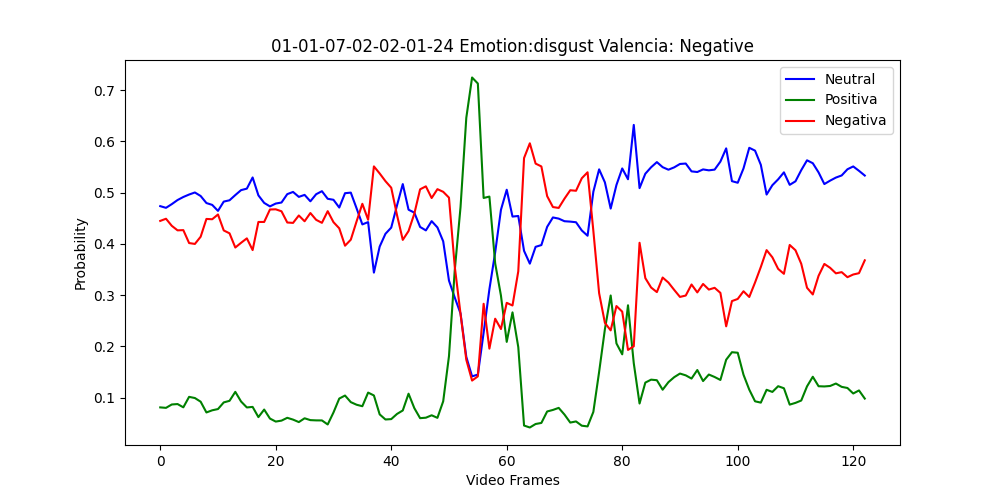 01-01-07-02-02-01-24 Emotion:disgust Valencia: Negative
Neutral
Positiva
Negativa
Probability
0.7
0.6
0.5
0.4
0.3
0.2
0.1
0 20 40 60 80 100 120
Video Frames